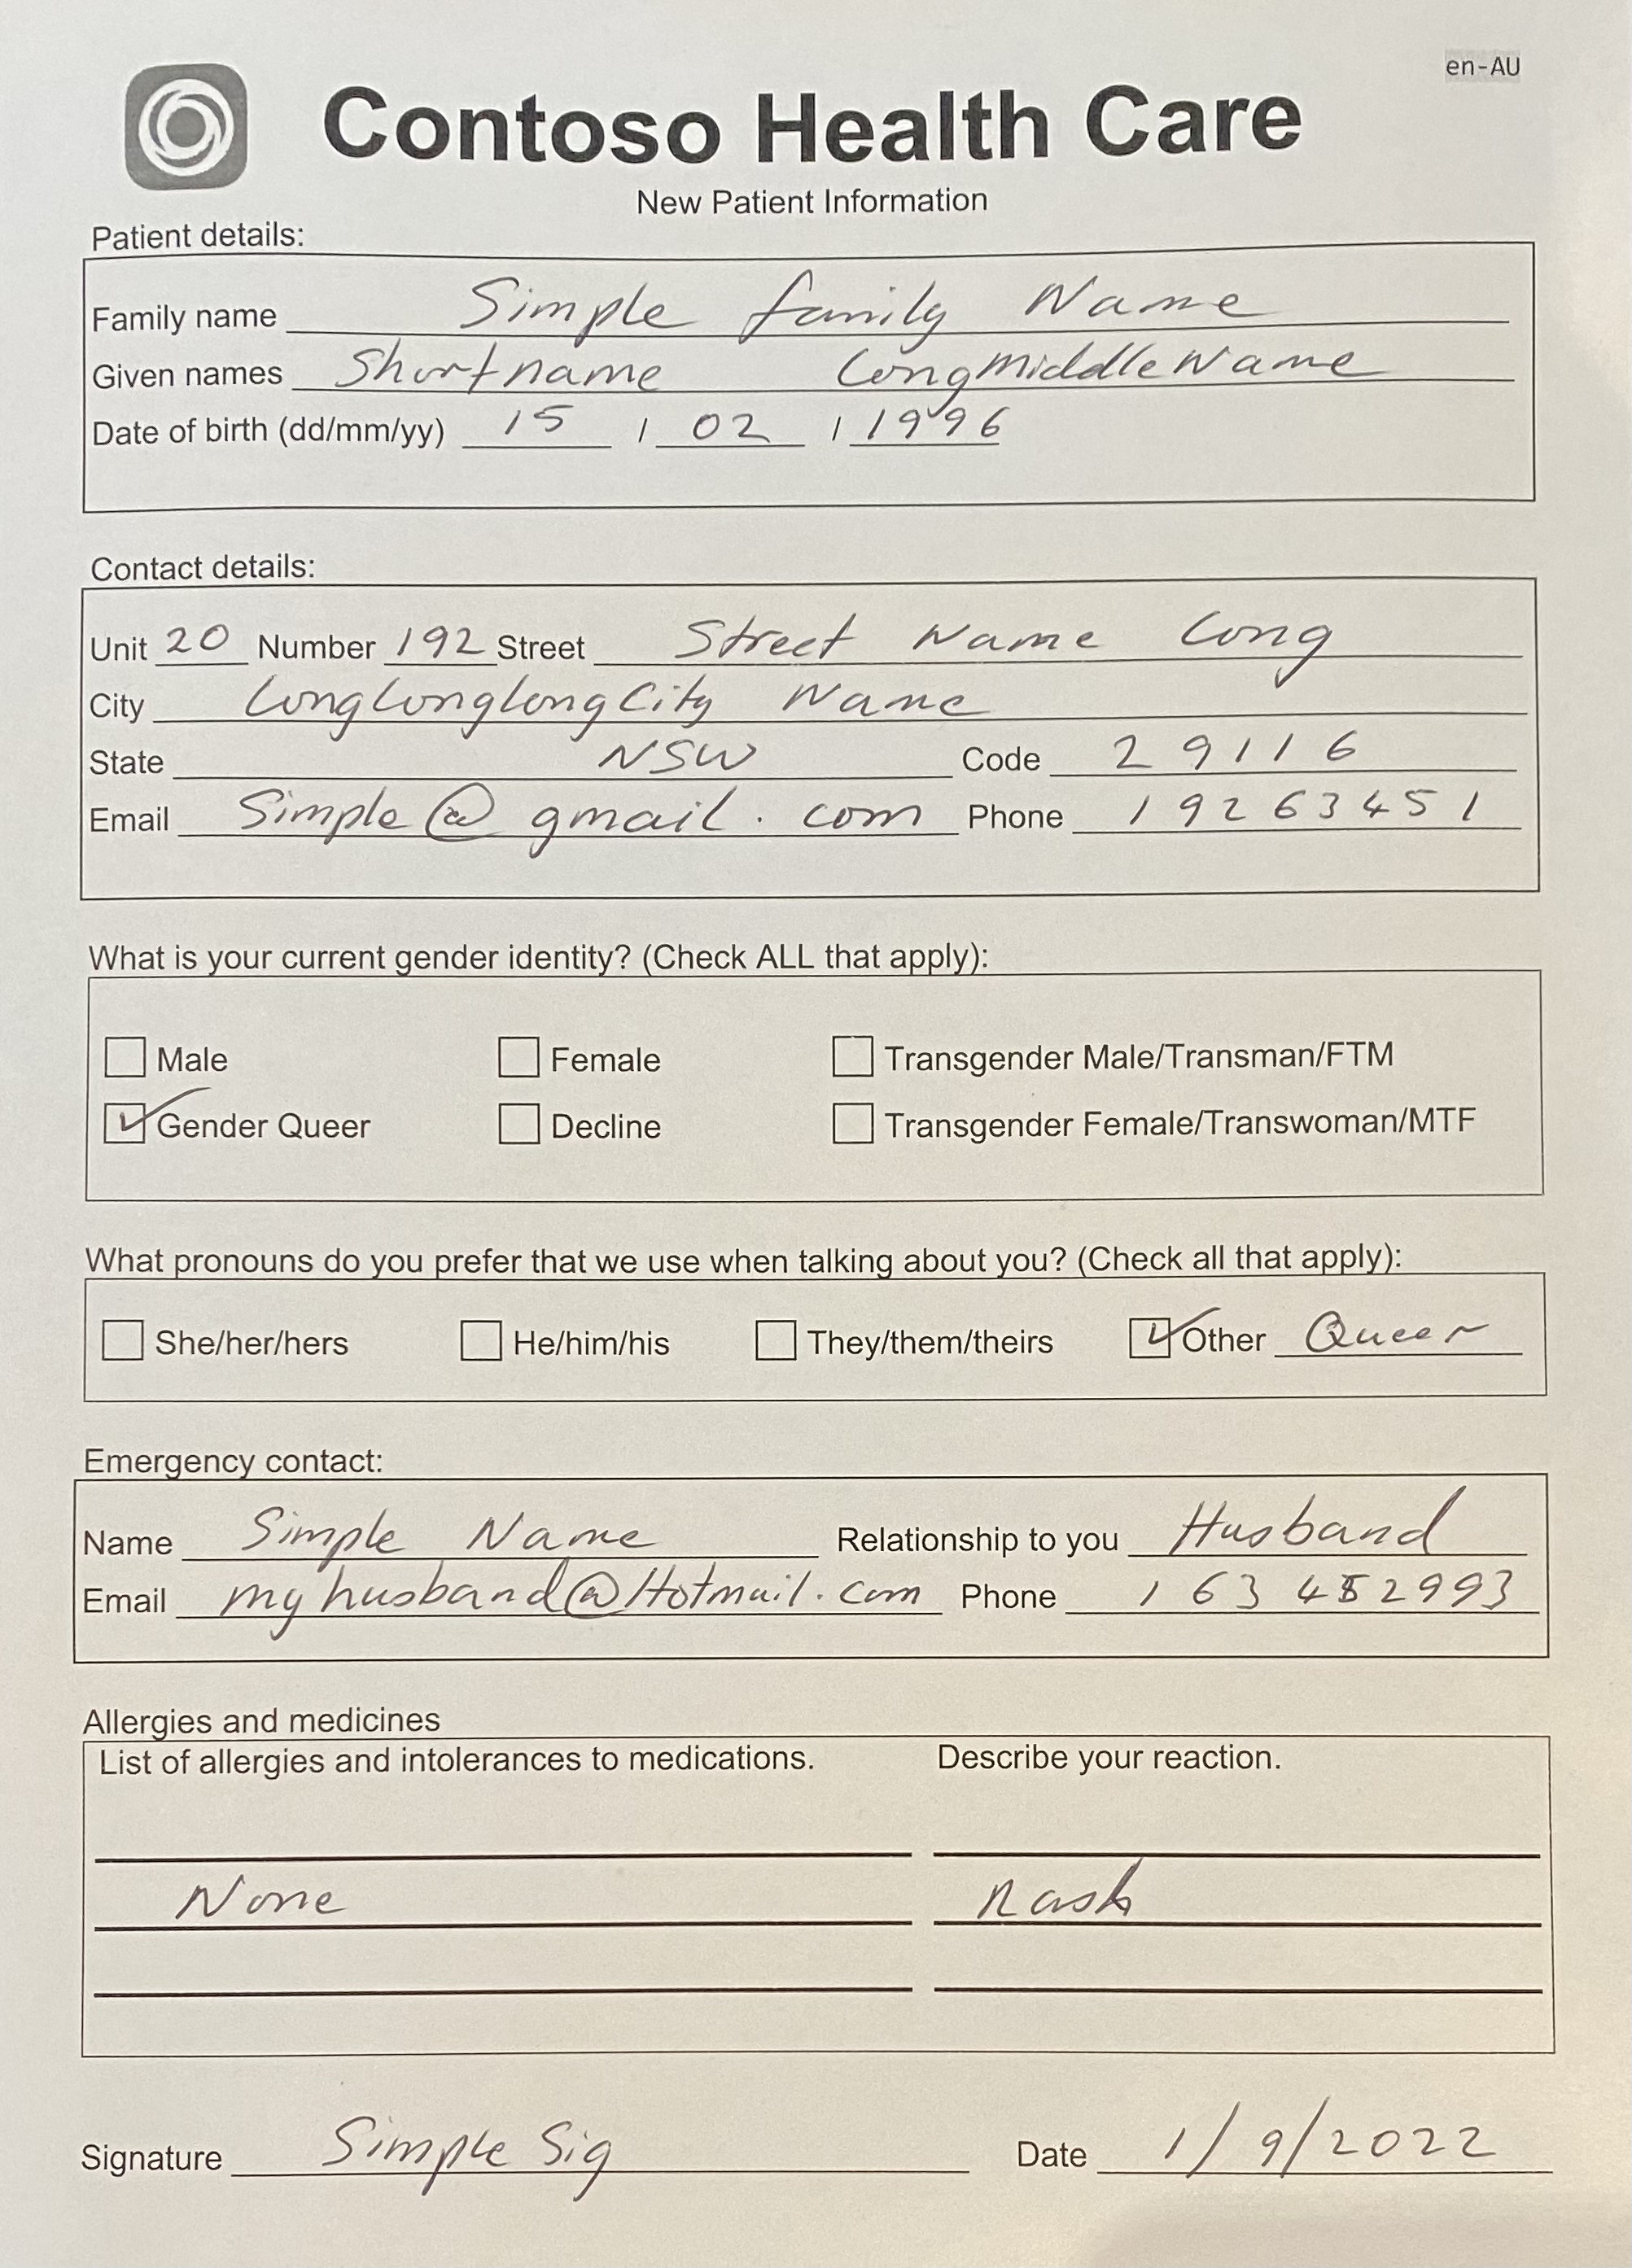 en-AU
Contoso Health Care
New Patient Information
Patient details:
Family name Simple family Name
Given names Shortname LongMiddleName
Date of birth (dd/mm/yy) 15 / 02 / 1996
Contact details:
Unit 20 Number 192 Street Street Name Long
City LongLongLongCity Name
State NSW Code 29116
Email Simple@gmail.com Phone 19263451
What is your current gender identity? (Check ALL that apply):
Male Female Transgender Male/Transman/FTM
Gender Queer Decline Transgender Female/Transwoman/MTF
What pronouns do you prefer that we use when talking about you? (Check all that apply):
She/her/hers He/him/his They/them/theirs Other Queer
Emergency contact:
Name Simple Name Relationship to you Husband
Email myhusband@Hotmail.com Phone
Allergies and medicines
List of allergies and intolerances to medications. Describe your reaction.
None Rash
Signature Simple Sig Date 1/9/2022